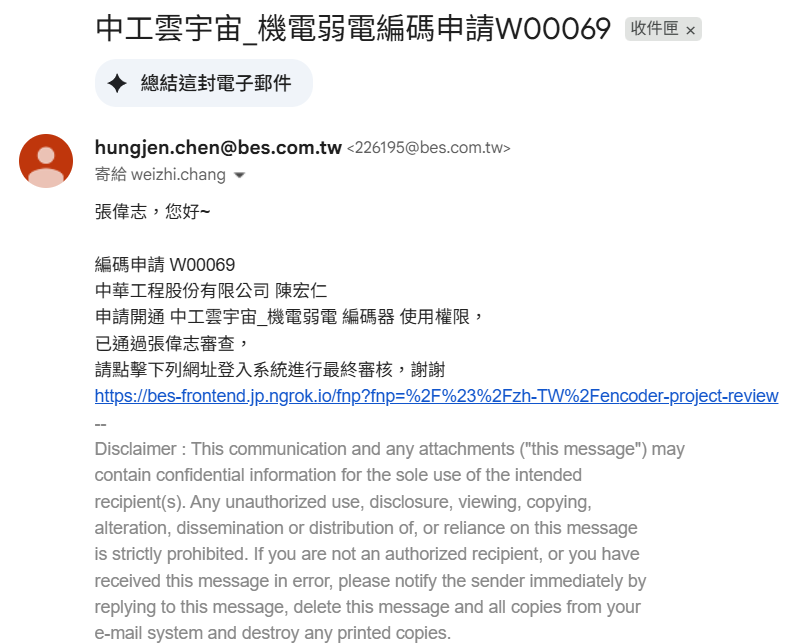 中工雲宇宙_機電弱電編碼申請W00069 收件匣 ×
總結這封電子郵件
hungjen.chen@bes.com.tw <226195@bes.com.tw>
寄給 weizhi.chang
張偉志，您好~
編碼申請 W00069
中華工程股份有限公司 陳宏仁
申請開通 中工雲宇宙_機電弱電 編碼器 使用權限，
已通過張偉志審查，
請點擊下列網址登入系統進行最終審核，謝謝
https://bes-frontend.jp.ngrok.io/fnp?fnp=%2F%23%2Fzh-TW%2Fencoder-project-review
--
Disclaimer : This communication and any attachments ("this message") may
contain confidential information for the sole use of the intended
recipient(s). Any unauthorized use, disclosure, viewing, copying,
alteration, dissemination or distribution of, or reliance on this message
is strictly prohibited. If you are not an authorized recipient, or you have
received this message in error, please notify the sender immediately by
replying to this message, delete this message and all copies from your
e-mail system and destroy any printed copies.